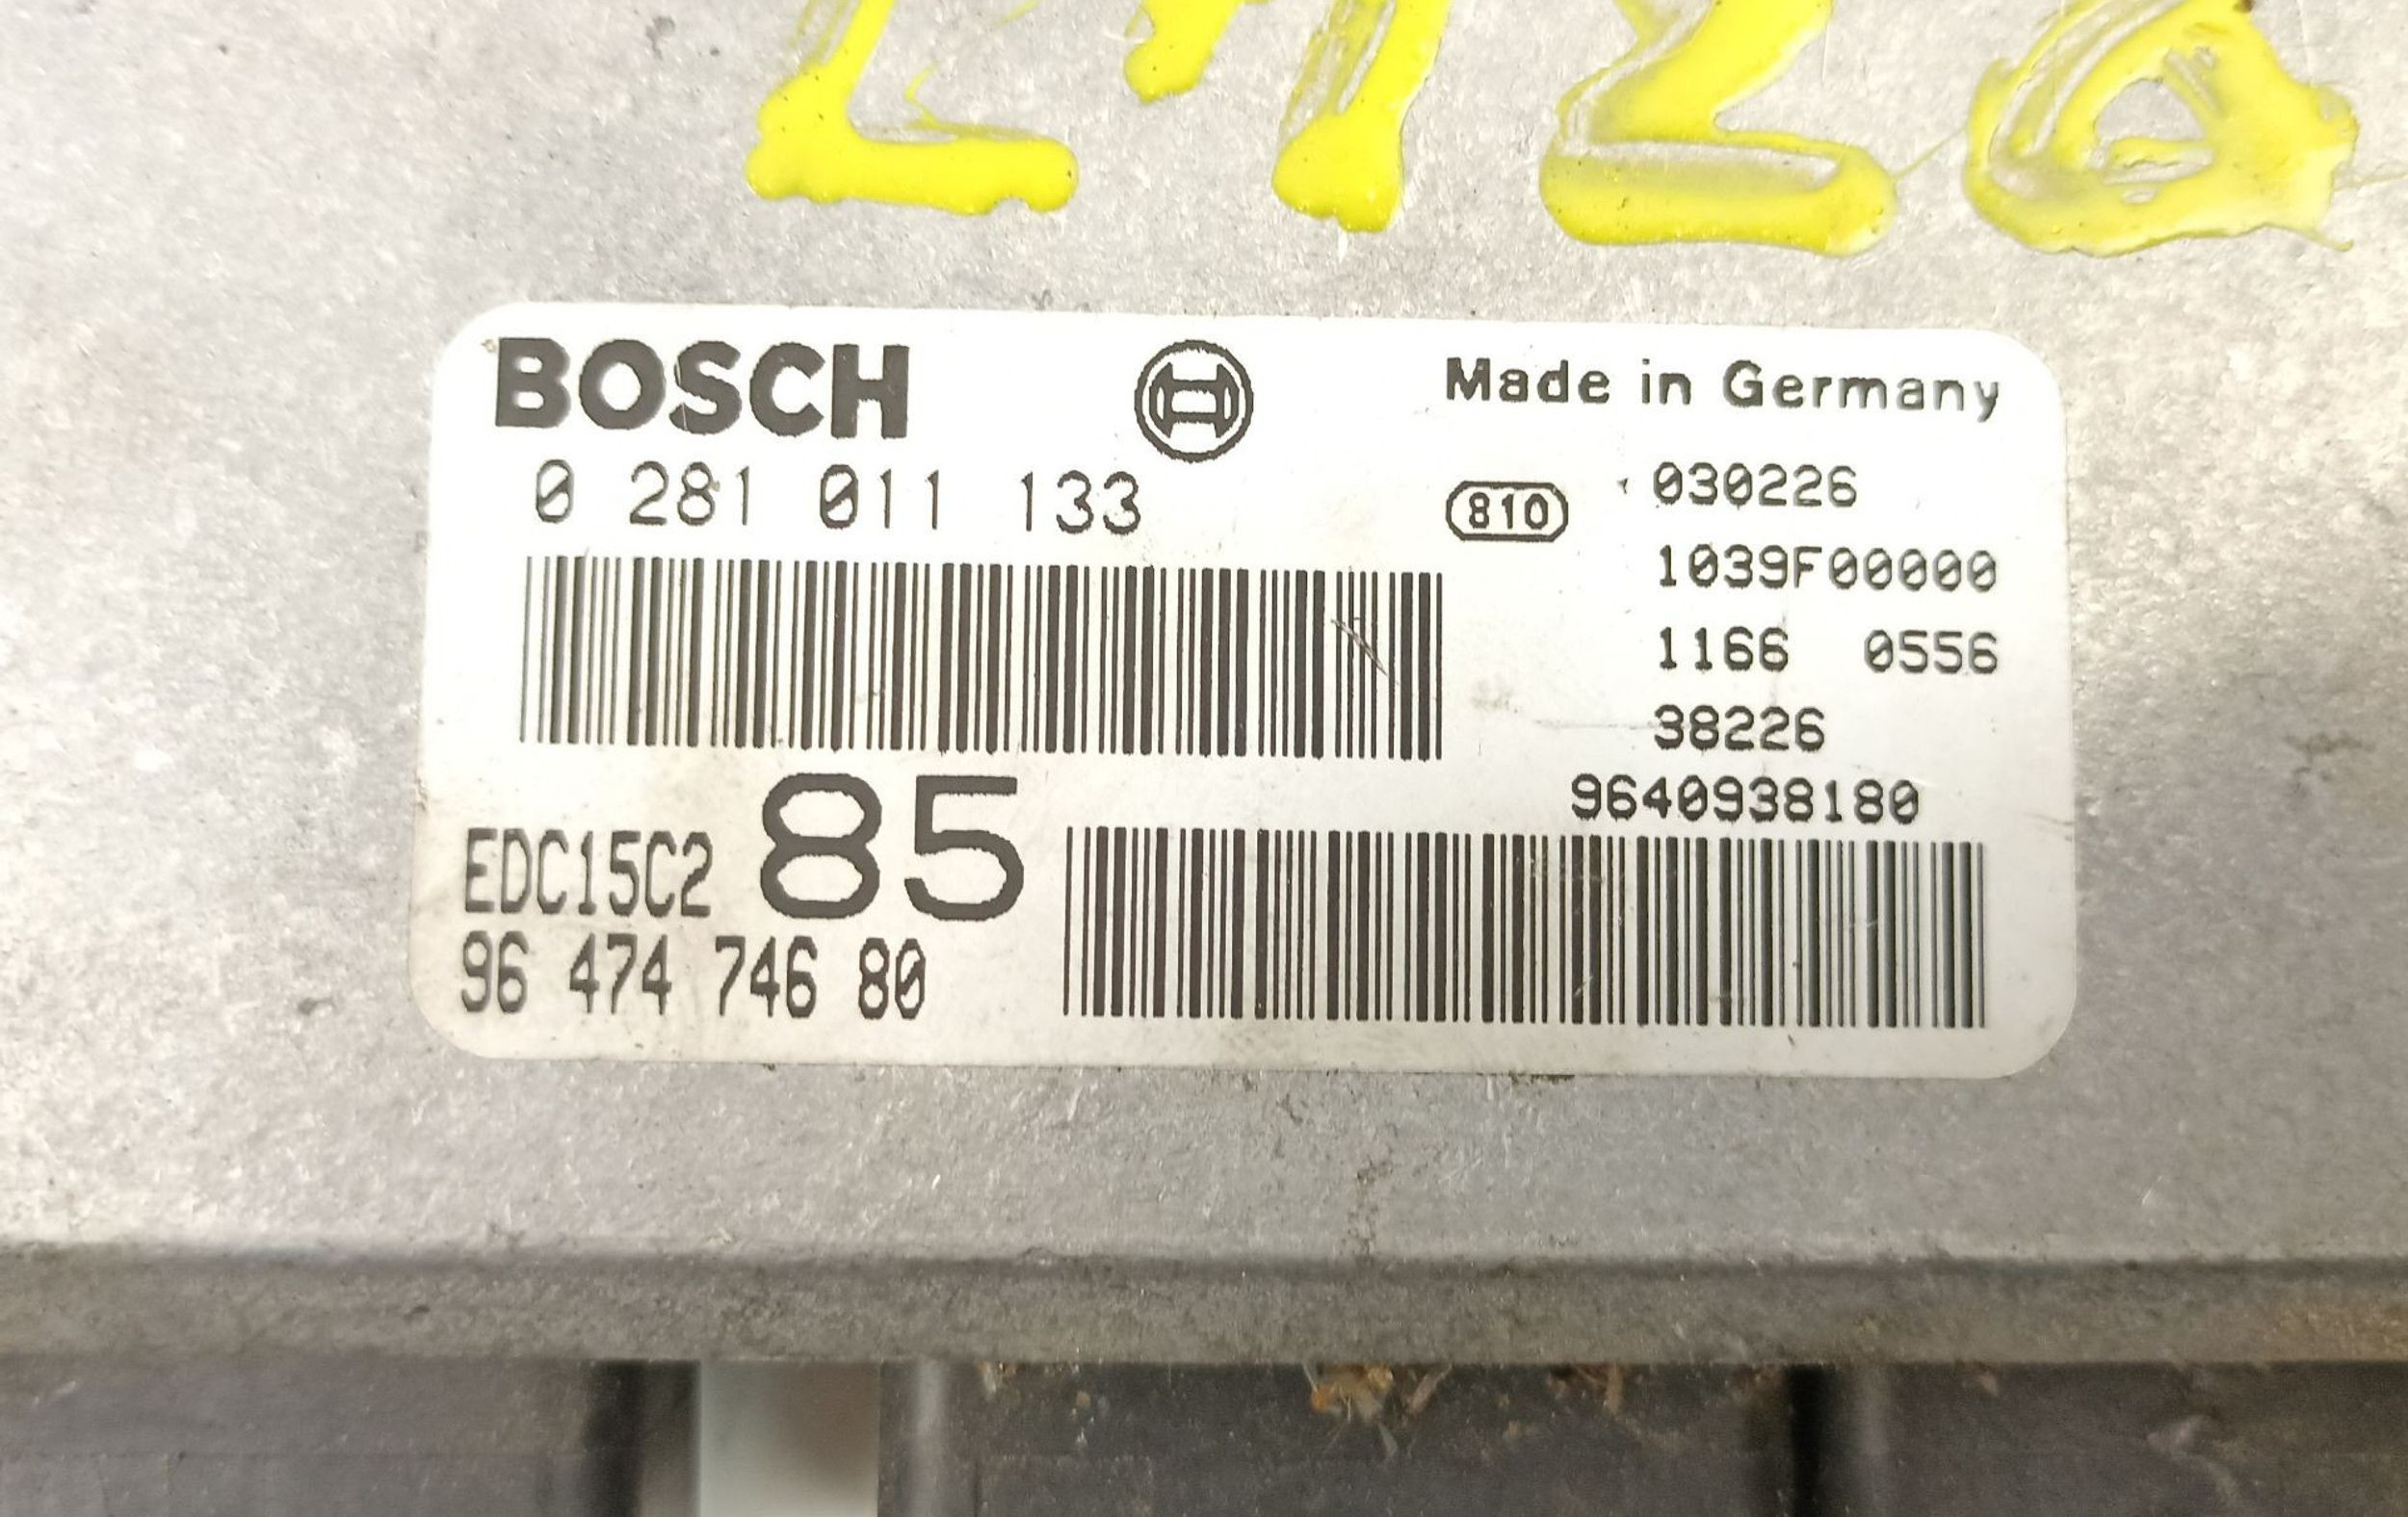 BOSCH
Made in Germany
0 281 011 133
810
030226
1039F00000
1166 0556
38226
9640938180
EDC15C2 85
96 474 746 80